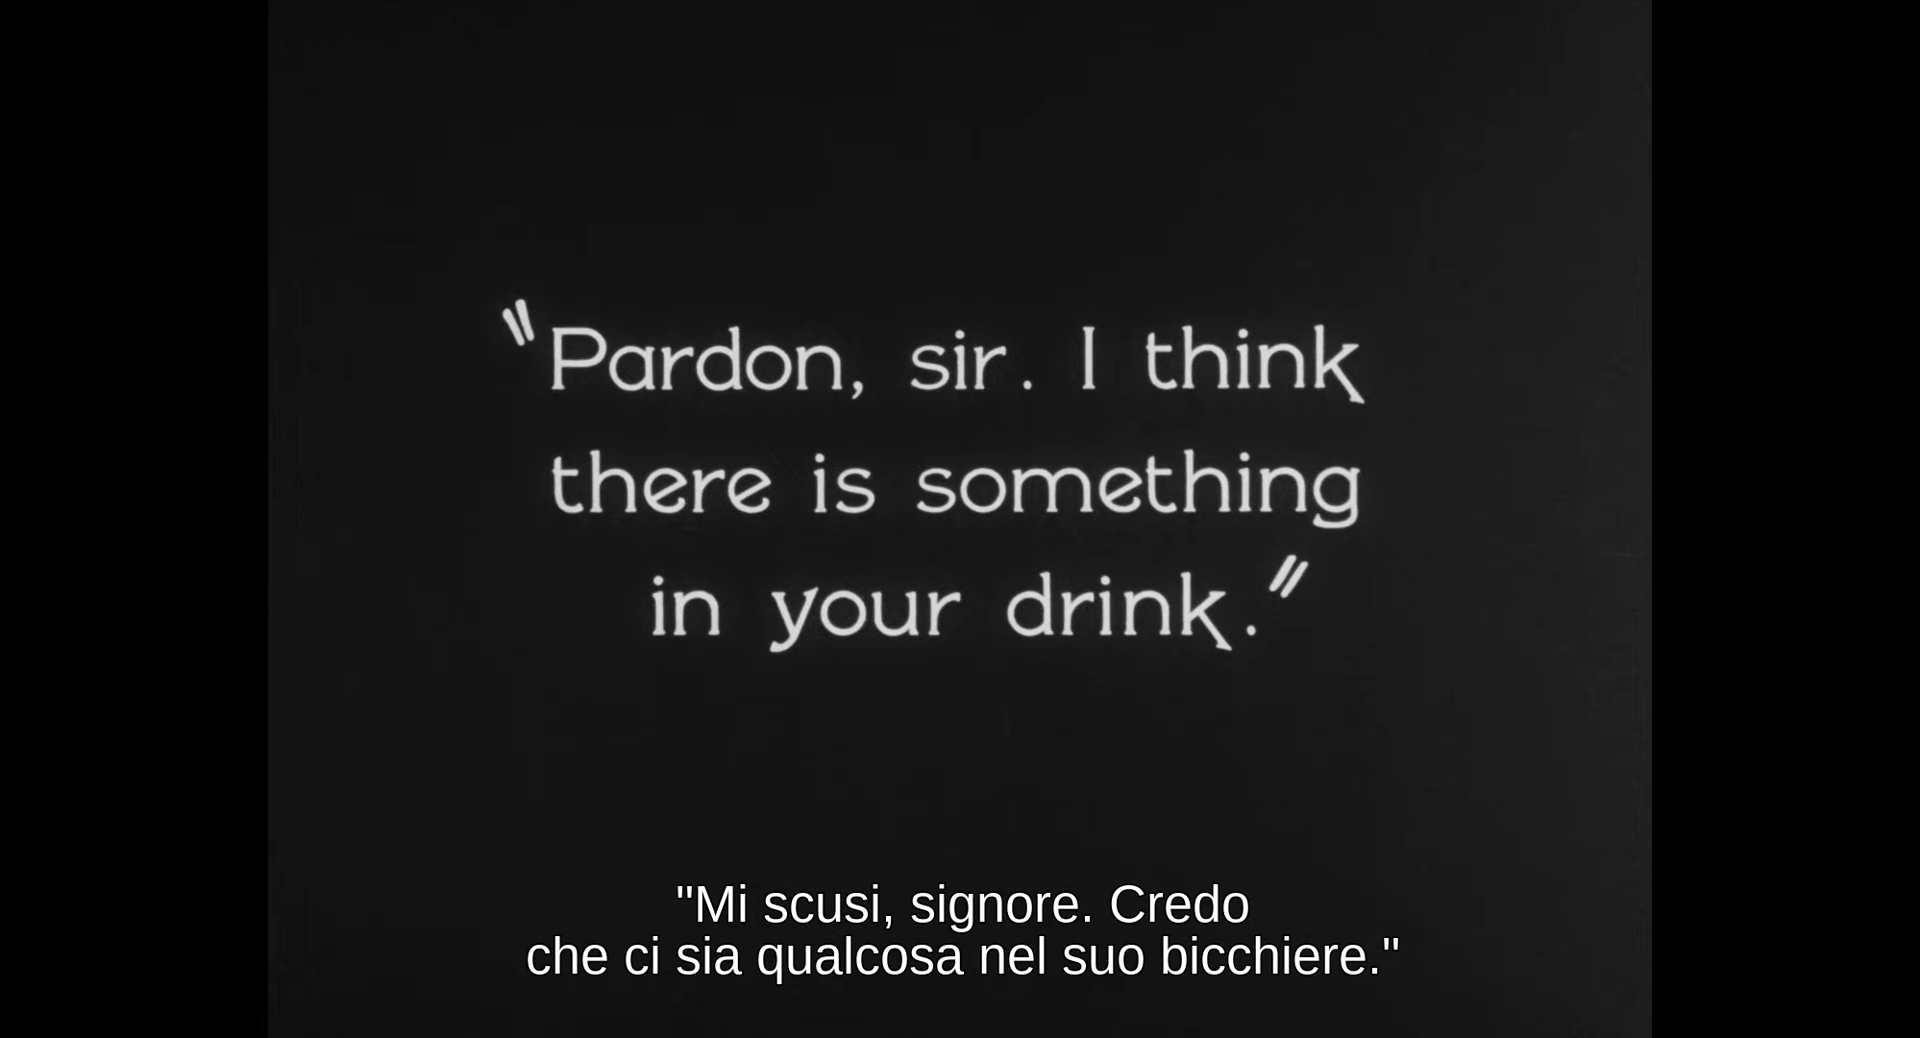 "Pardon, sir. I think
there is something
in your drink."
"Mi scusi, signore. Credo
che ci sia qualcosa nel suo bicchiere."